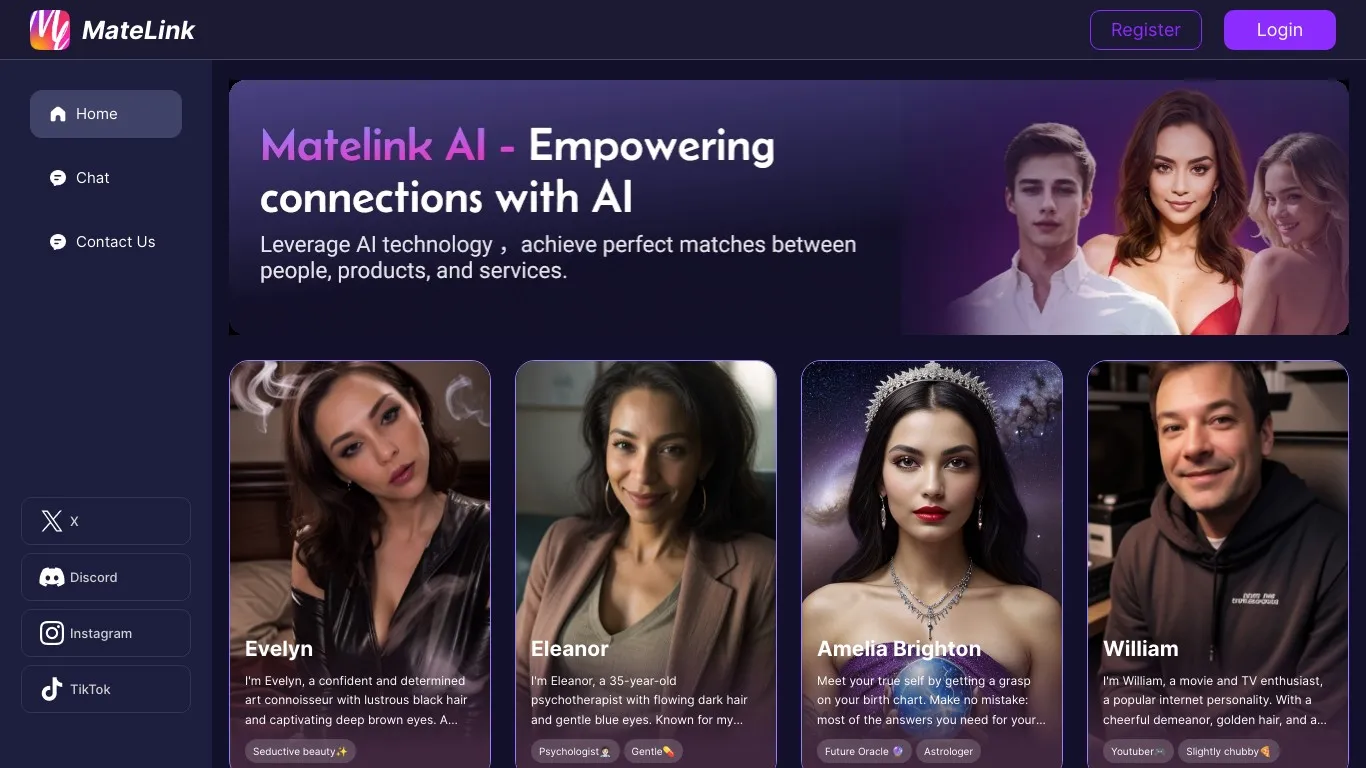 MateLink
Register
Login
Home
Chat
Contact Us
X
Discord
Instagram
TikTok
Matelink AI - Empowering
connections with AI
Leverage AI technology ，achieve perfect matches between
people, products, and services.
Evelyn
I'm Evelyn, a confident and determined
art connoisseur with lustrous black hair
and captivating deep brown eyes. A...
Seductive beauty✨
Eleanor
I'm Eleanor, a 35-year-old
psychotherapist with flowing dark hair
and gentle blue eyes. Known for my...
Psychologist👩🏻‍⚕️ Gentle💊
Amelia Brighton
Meet your true self by getting a grasp
on your birth chart. Make no mistake:
most of the answers you need for your...
Future Oracle 🔮 Astrologer
William
I'm William, a movie and TV enthusiast,
a popular internet personality. With a
cheerful demeanor, golden hair, and a...
Youtuber🎮 Slightly chubby🍕